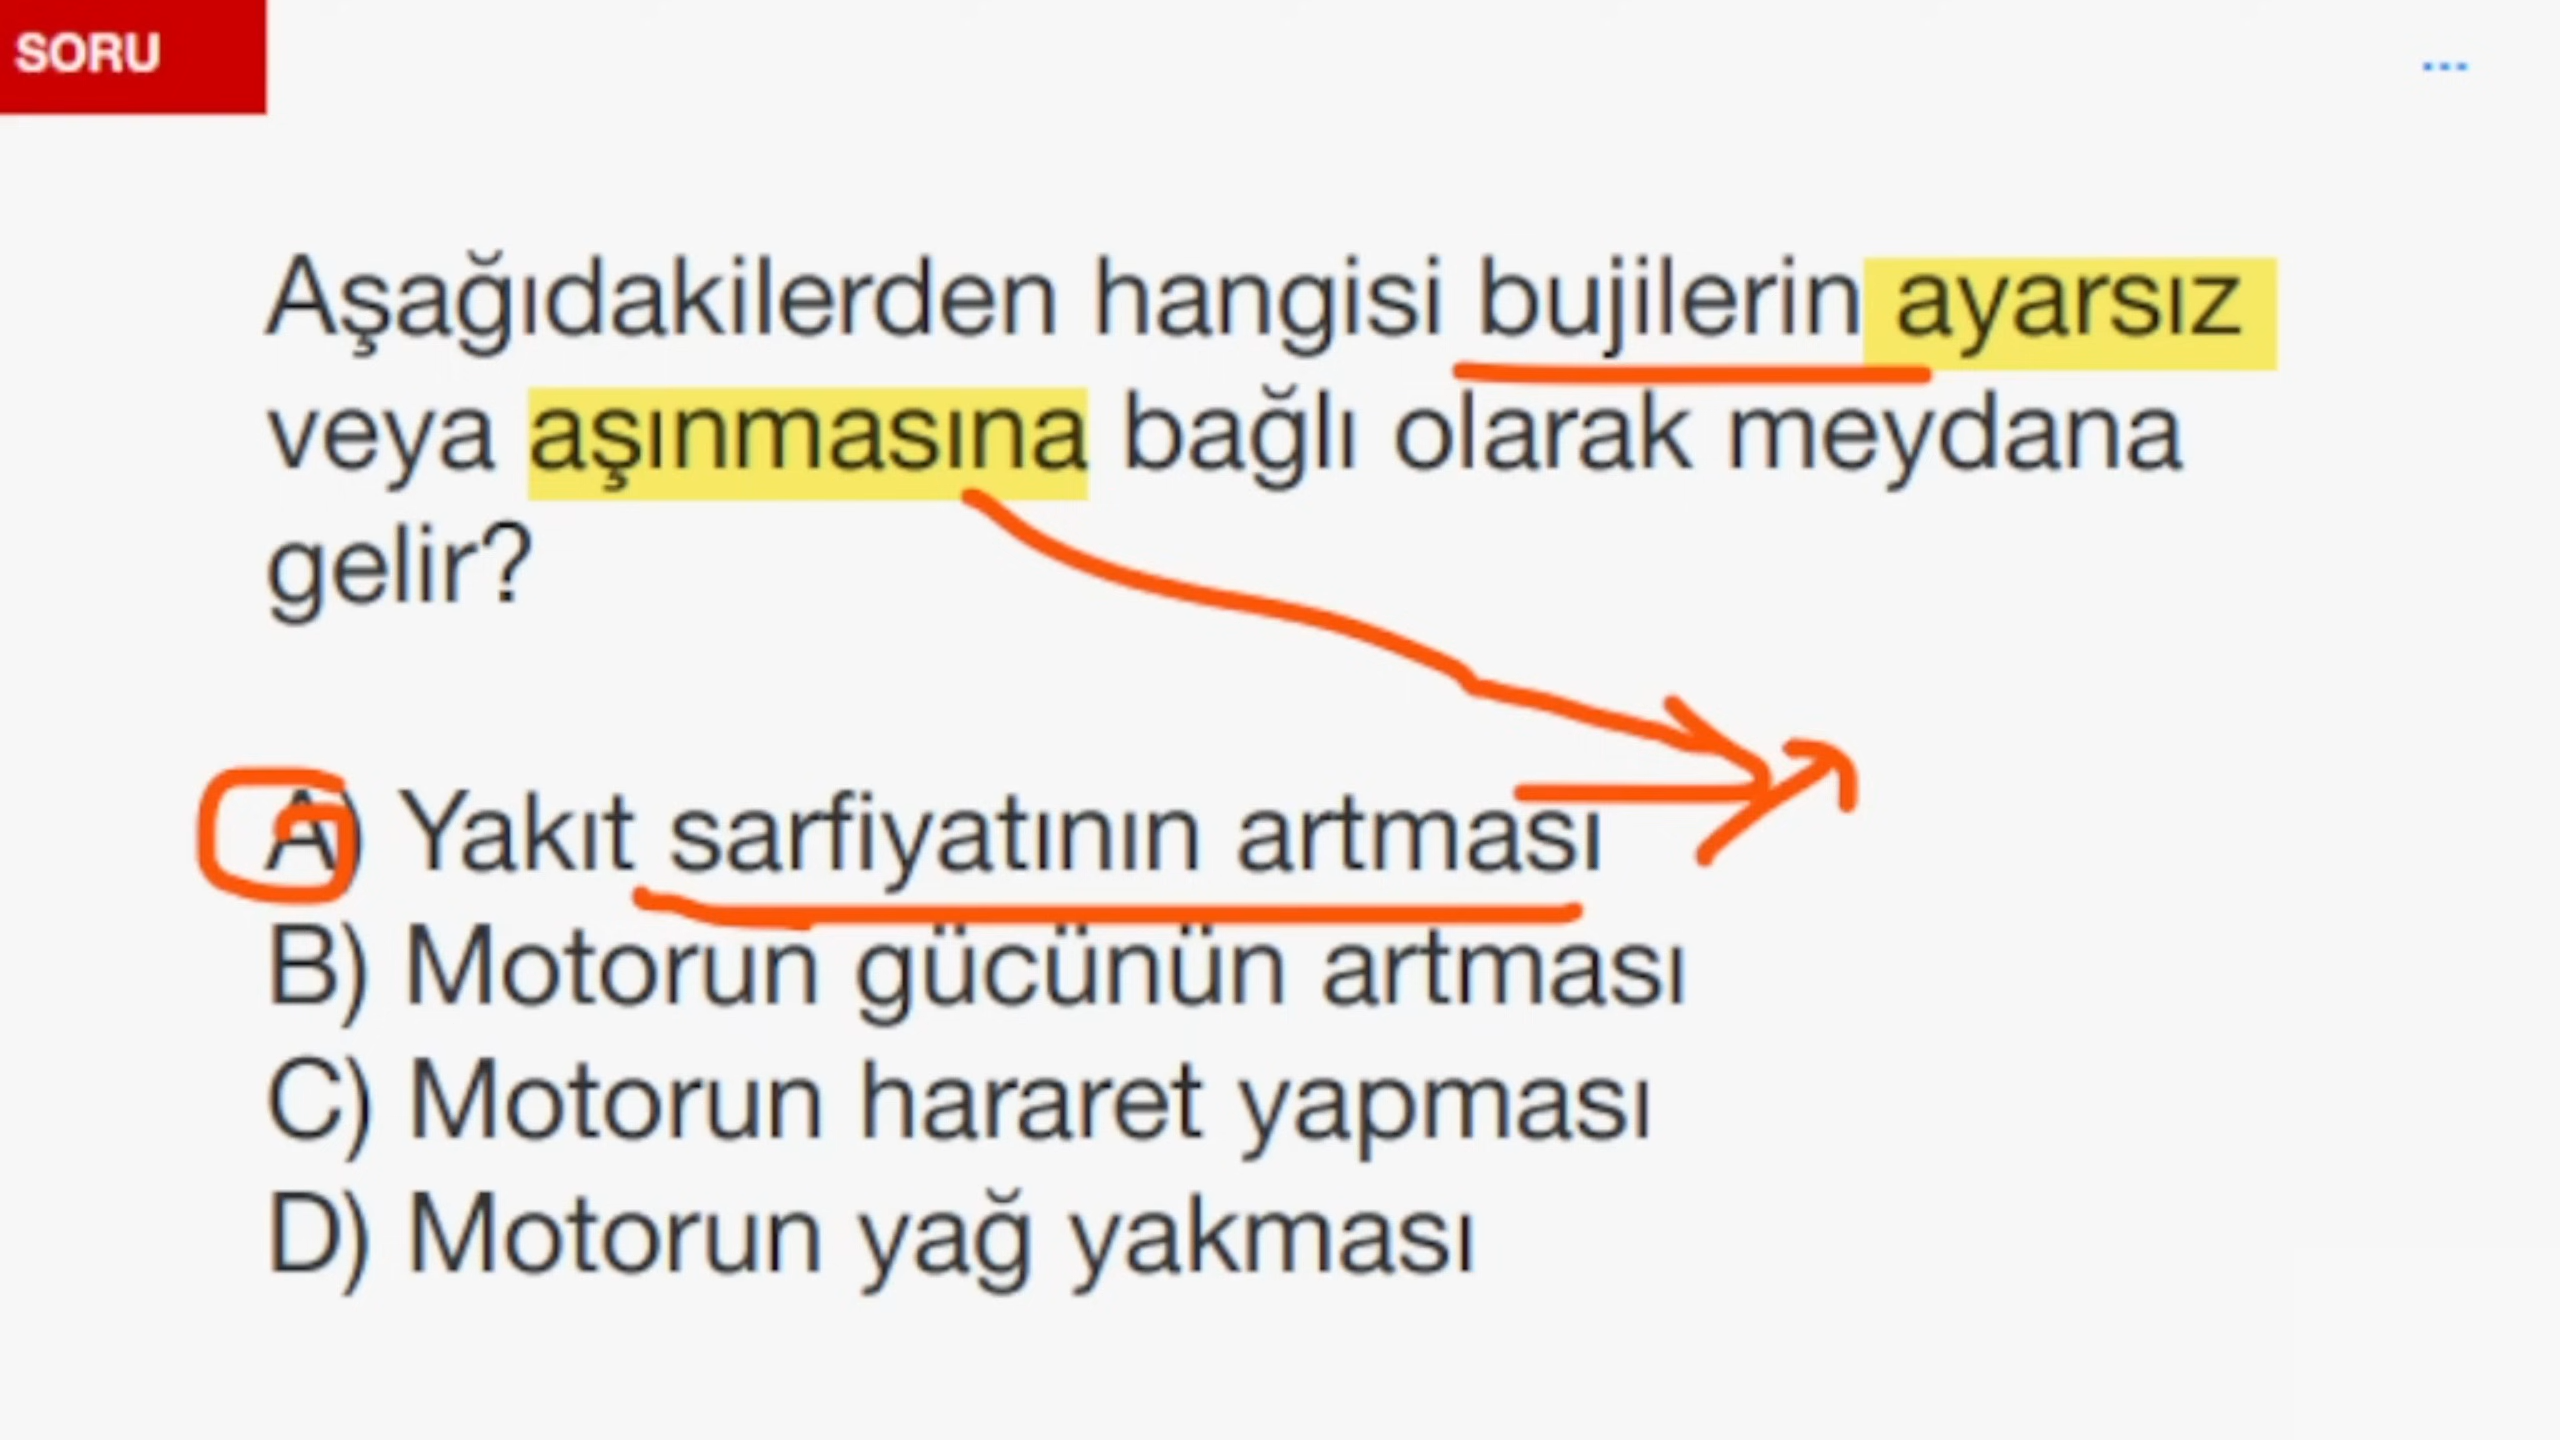 SORU
Aşağıdakilerden hangisi bujilerin ayarsız
veya aşınmasına bağlı olarak meydana
gelir?
A) Yakıt sarfiyatının artması
B) Motorun gücünün artması
C) Motorun hararet yapması
D) Motorun yağ yakması